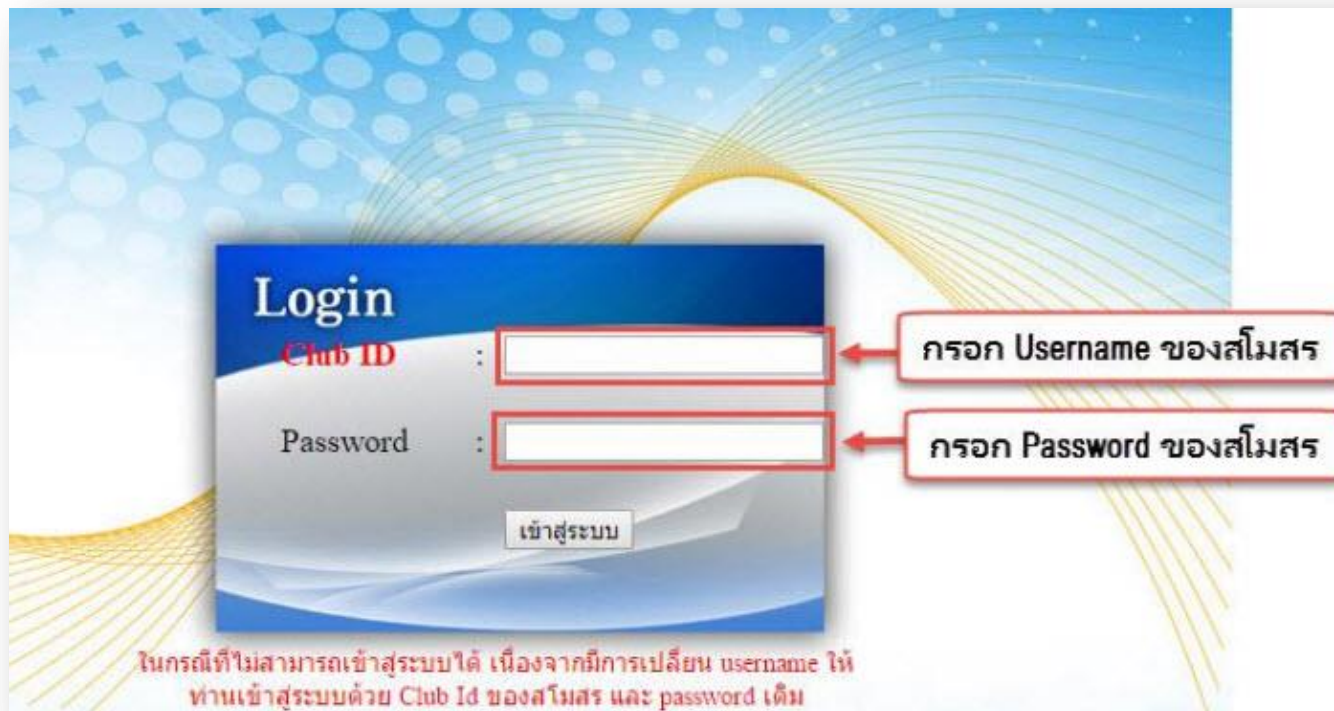 Login
Club ID :
กรอก Username ของสโมสร
Password :
กรอก Password ของสโมสร
เข้าสู่ระบบ
ในกรณีที่ไม่สามารถเข้าสู่ระบบได้ เนื่องจากมีการเปลี่ยน username ให้
ท่านเข้าสู่ระบบด้วย Club Id ของสโมสร และ password เดิม